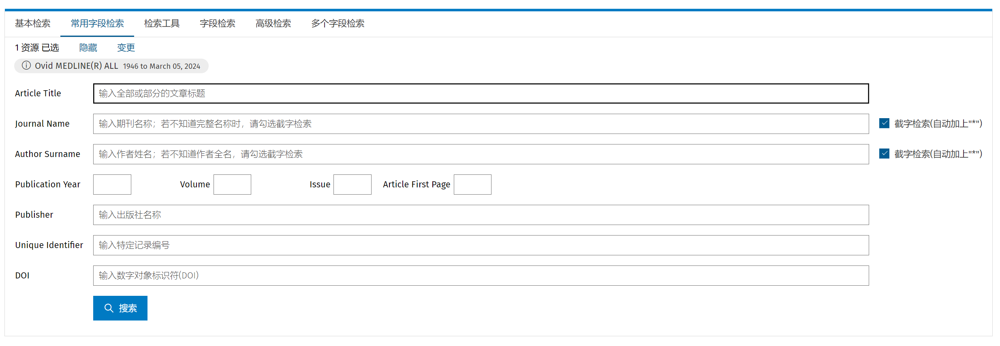 基本检索 常用字段检索 检索工具 字段检索 高级检索 多个字段检索
1 资源 已选 隐藏 变更
Ovid MEDLINE(R) ALL 1946 to March 05, 2024
Article Title 输入全部或部分的文章标题
Journal Name 输入期刊名称；若不知道完整名称时，请勾选截字检索 截字检索(自动加上"*")
Author Surname 输入作者姓名；若不知道作者全名，请勾选截字检索 截字检索(自动加上"*")
Publication Year Volume Issue Article First Page
Publisher 输入出版社名称
Unique Identifier 输入特定记录编号
DOI 输入数字对象标识符(DOI)
搜索